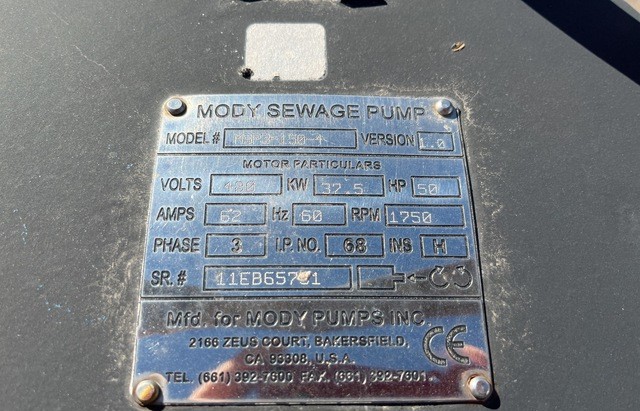 MODY SEWAGE PUMP
MODEL # VERSION 1.0
MOTOR PARTICULARS
VOLTS 460 KW 37.5 HP 50
AMPS 62 Hz 60 RPM 1750
PHASE 3 I.P. NO. 68 INS H
SR. #
Mfd. for MODY PUMPS INC.
2166 ZEUS COURT, BAKERSFIELD,
CA 93308, U.S.A.
TEL. (661) 392-7600 FAX. (661) 392-7601
CE